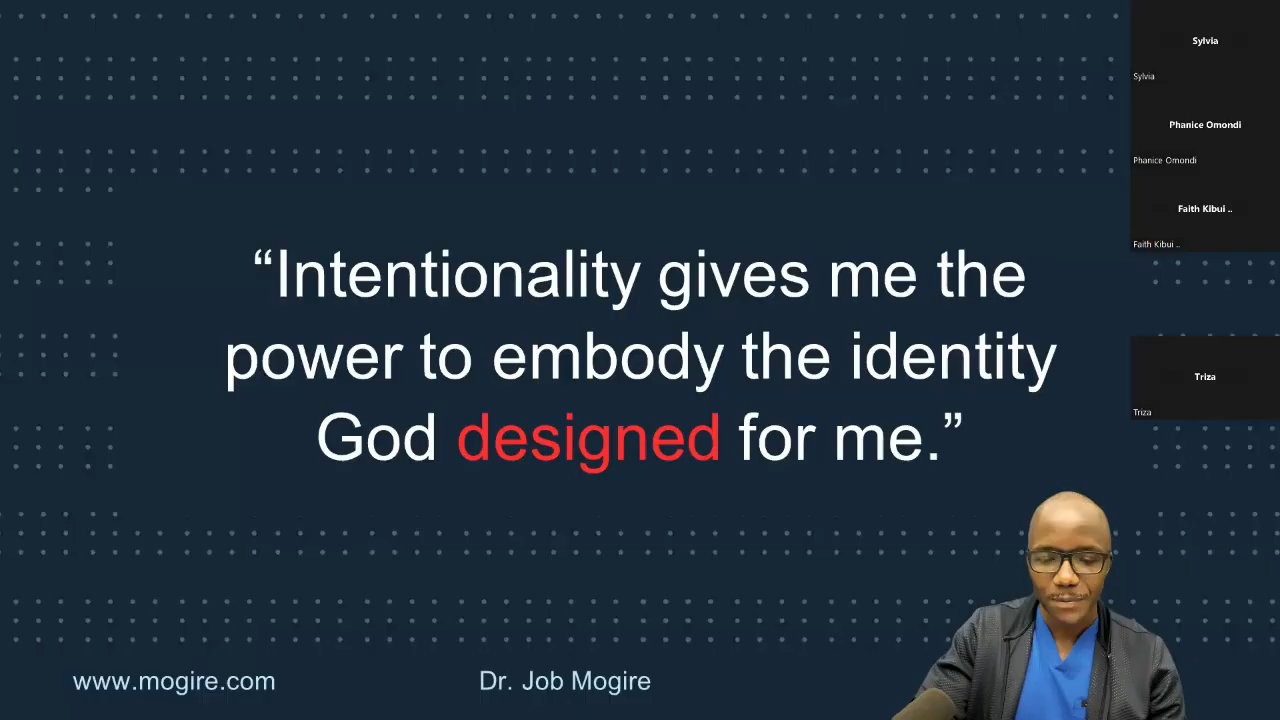 “Intentionality gives me the
power to embody the identity
God designed for me.”
www.mogire.com
Dr. Job Mogire
Sylvia
Sylvia
Phanice Omondi
Phanice Omondi
Faith Kibui ..
Faith Kibui ..
Triza
Triza